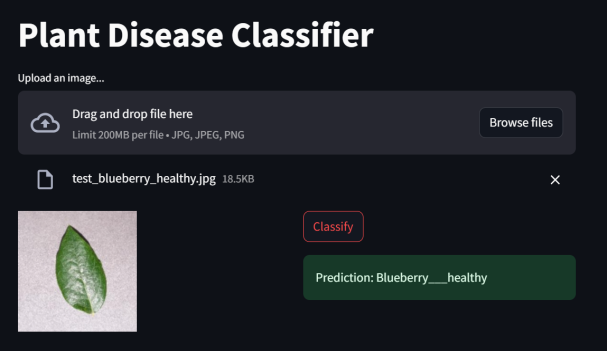 Plant Disease Classifier
Upload an image...
Drag and drop file here
Limit 200MB per file • JPG, JPEG, PNG
Browse files
test_blueberry_healthy.jpg 18.5KB
Classify
Prediction: Blueberry___healthy